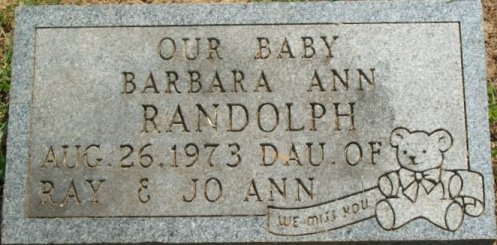 OUR BABY
BARBARA ANN
RANDOLPH
AUG. 26, 1973 DAU. OF
RAY & JO ANN
WE MISS YOU